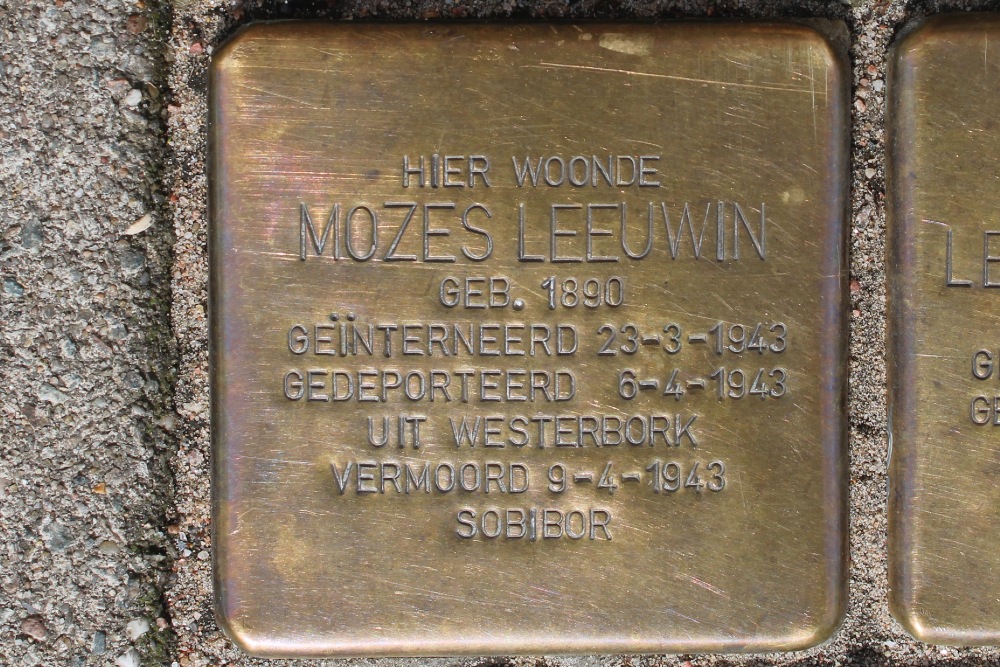 HIER WOONDE
MOZES LEEUWIN
GEB. 1890
GEÏNTERNEERD 23-3-1943
GEDEPORTEERD 6-4-1943
UIT WESTERBORK
VERMOORD 9-4-1943
SOBIBOR